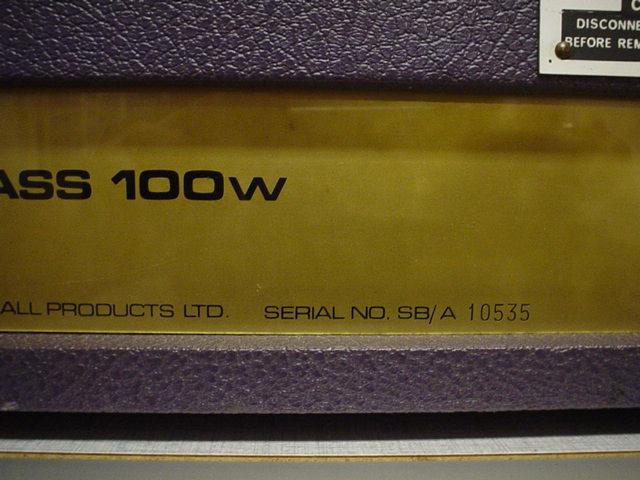 DISCONNE
BEFORE REM
ASS 100W
ALL PRODUCTS LTD. SERIAL NO. SB/A 10535